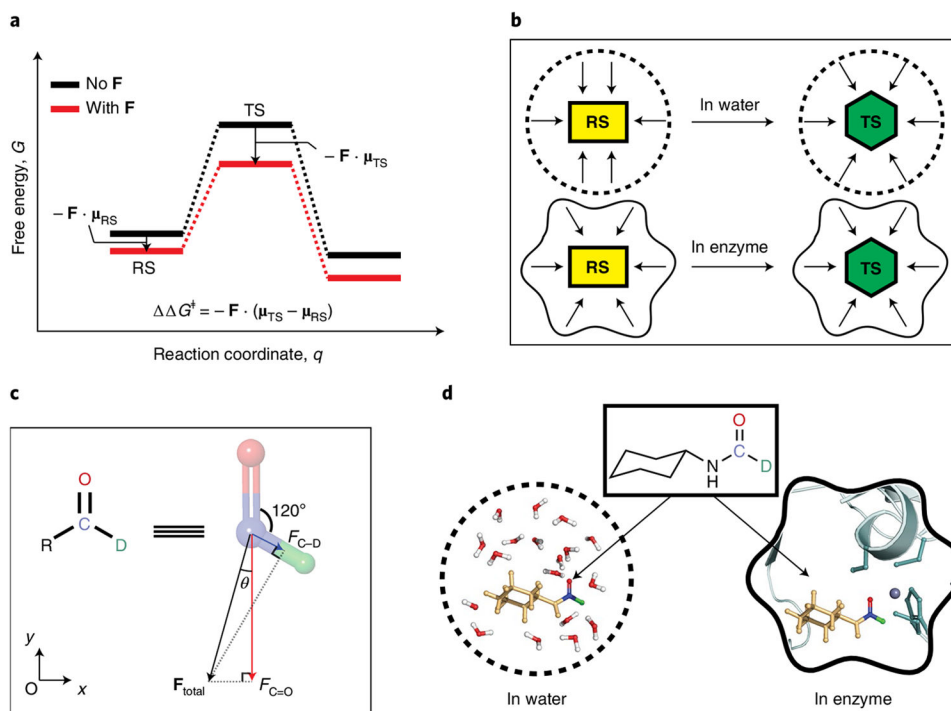 a
Free energy, G
No F
With F
TS
− F · μTS
− F · μRS
RS
ΔΔG‡ = − F · (μTS − μRS)
Reaction coordinate, q
b
RS
In water
TS
RS
In enzyme
TS
c
O
C
R
D
120°
FC–D
θ
y
O
x
Ftotal
FC=O
d
O
C
N
D
H
In water
In enzyme